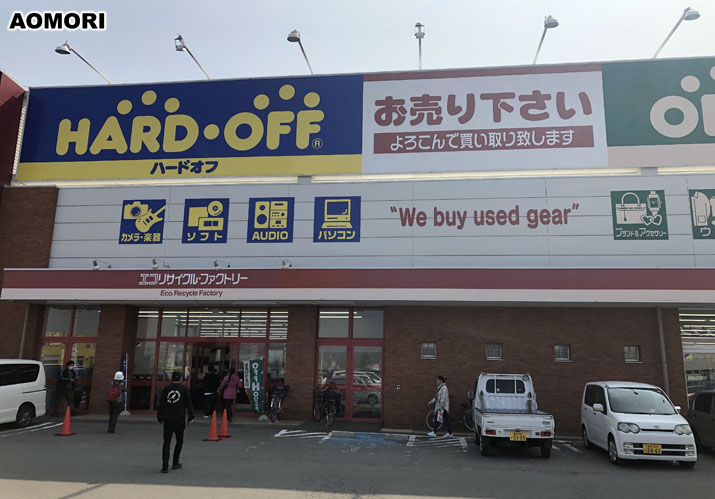 AOMORI
HARD・OFF®
ハードオフ
お売り下さい
よろこんで買い取り致します
カメラ・楽器
ソフト
AUDIO
パソコン
"We buy used gear"
ブランド&アクセサリー
エコリサイクル・ファクトリー
Eco Recycle Factory